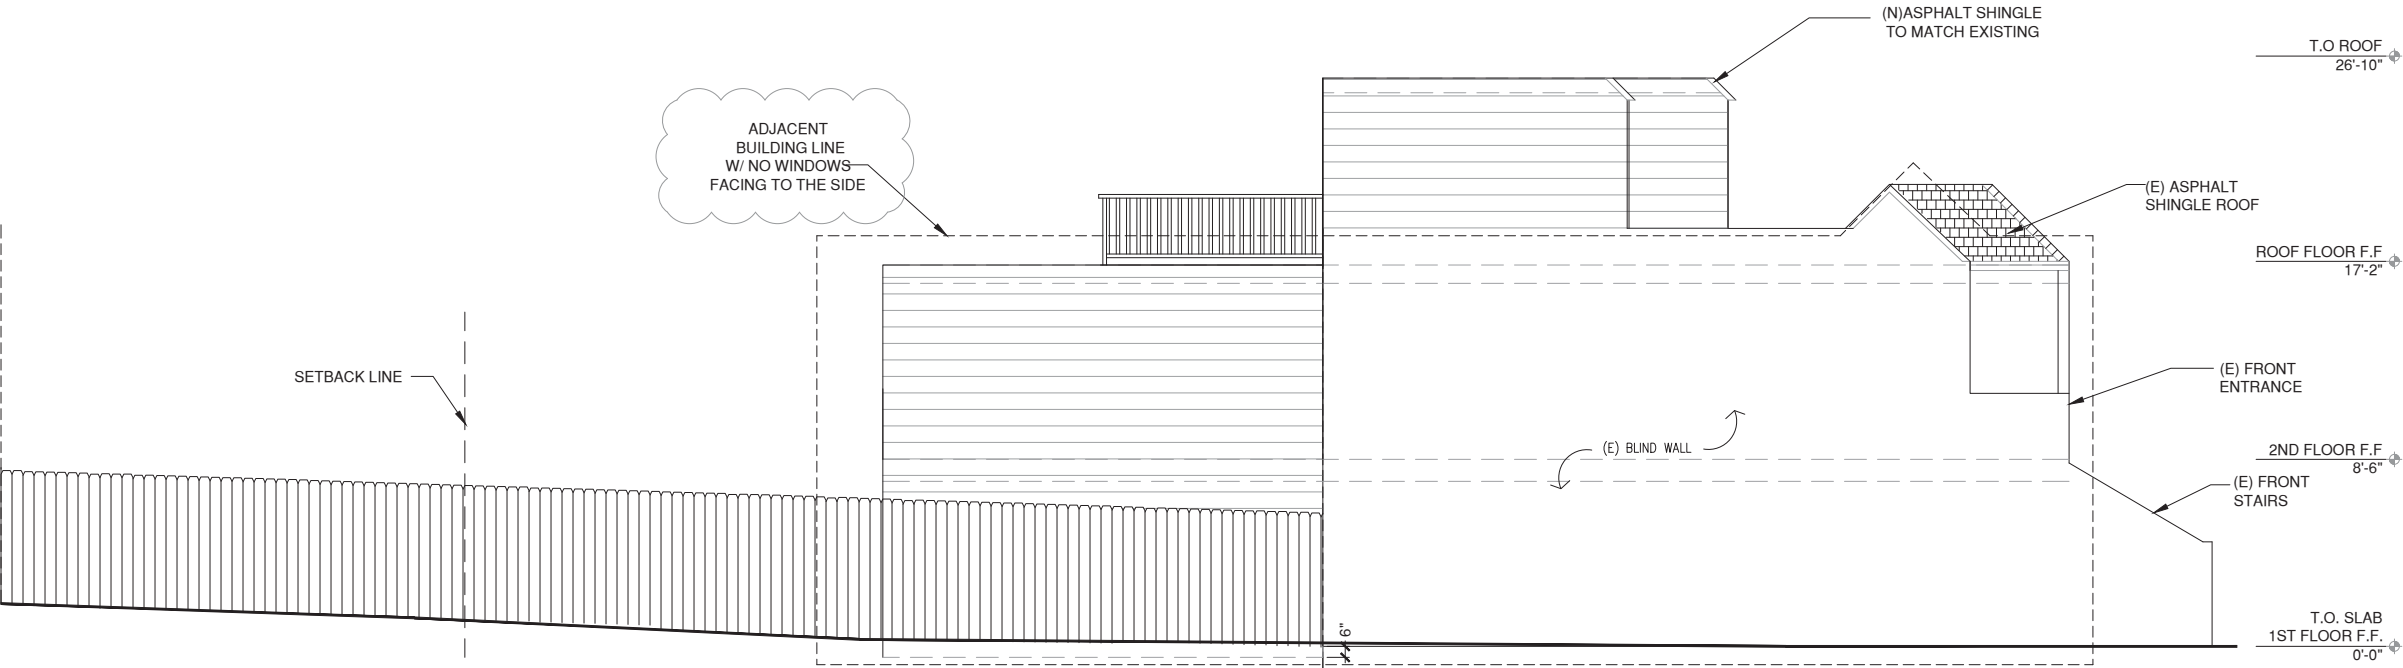 (N)ASPHALT SHINGLE
TO MATCH EXISTING
T.O ROOF
26'-10"
ADJACENT
BUILDING LINE
W/ NO WINDOWS
FACING TO THE SIDE
(E) ASPHALT
SHINGLE ROOF
ROOF FLOOR F.F
17'-2"
SETBACK LINE
(E) FRONT
ENTRANCE
(E) BLIND WALL
2ND FLOOR F.F
8'-6"
(E) FRONT
STAIRS
6"
T.O. SLAB
1ST FLOOR F.F.
0'-0"